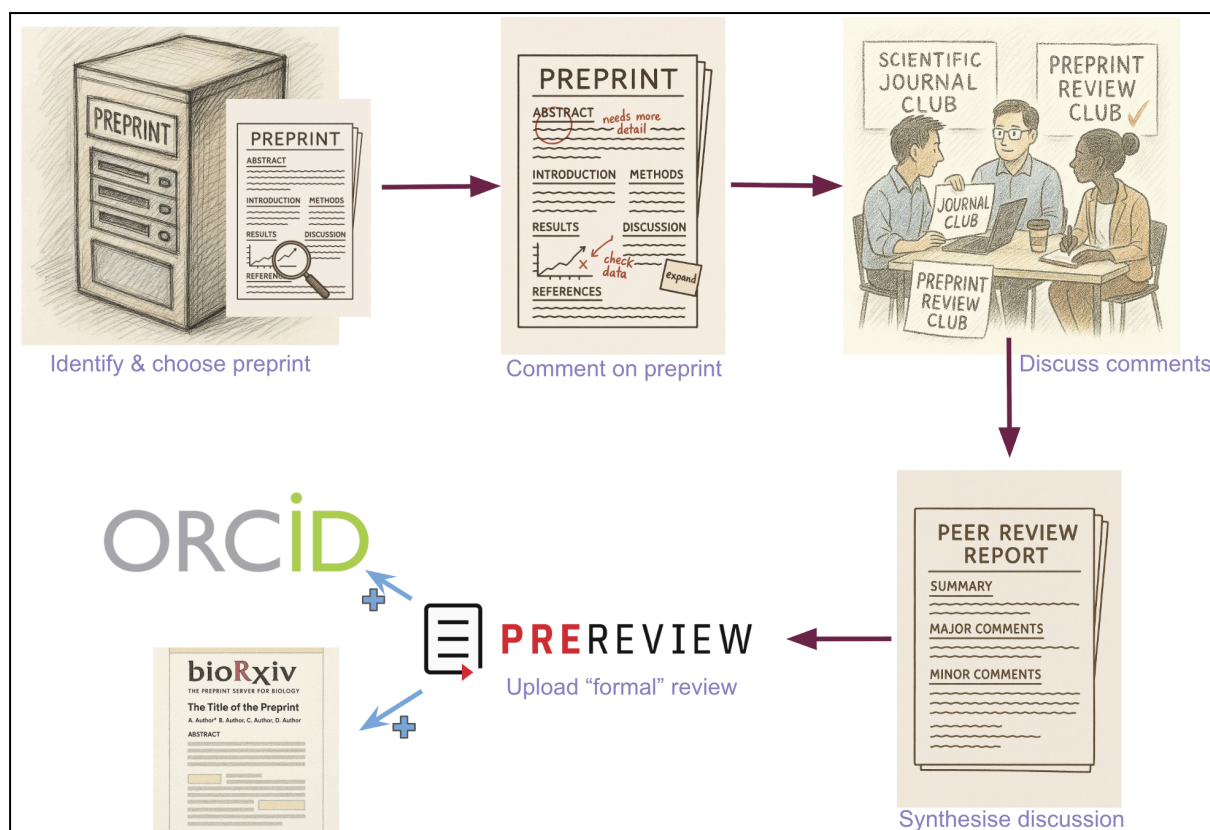 PREPRINT
PREPRINT
ABSTRACT
INTRODUCTION METHODS
RESULTS DISCUSSION
REFERENC
Identify & choose preprint
PREPRINT
ABSTRACT
needs more
detail
INTRODUCTION METHODS
RESULTS DISCUSSION
x
check
data
expand
REFERENCES
Comment on preprint
SCIENTIFIC
JOURNAL
CLUB
PREPRINT
REVIEW
CLUB
JOURNAL
CLUB
PREPRINT
REVIEW
CLUB
Discuss comments
PEER REVIEW
REPORT
SUMMARY
MAJOR COMMENTS
MINOR COMMENTS
Synthesise discussion
PREREVIEW
Upload “formal” review
ORCiD
bioRxiv
THE PREPRINT SERVER FOR BIOLOGY
The Title of the Preprint
A. Author* B. Author, C. Author, D. Author
ABSTRACT